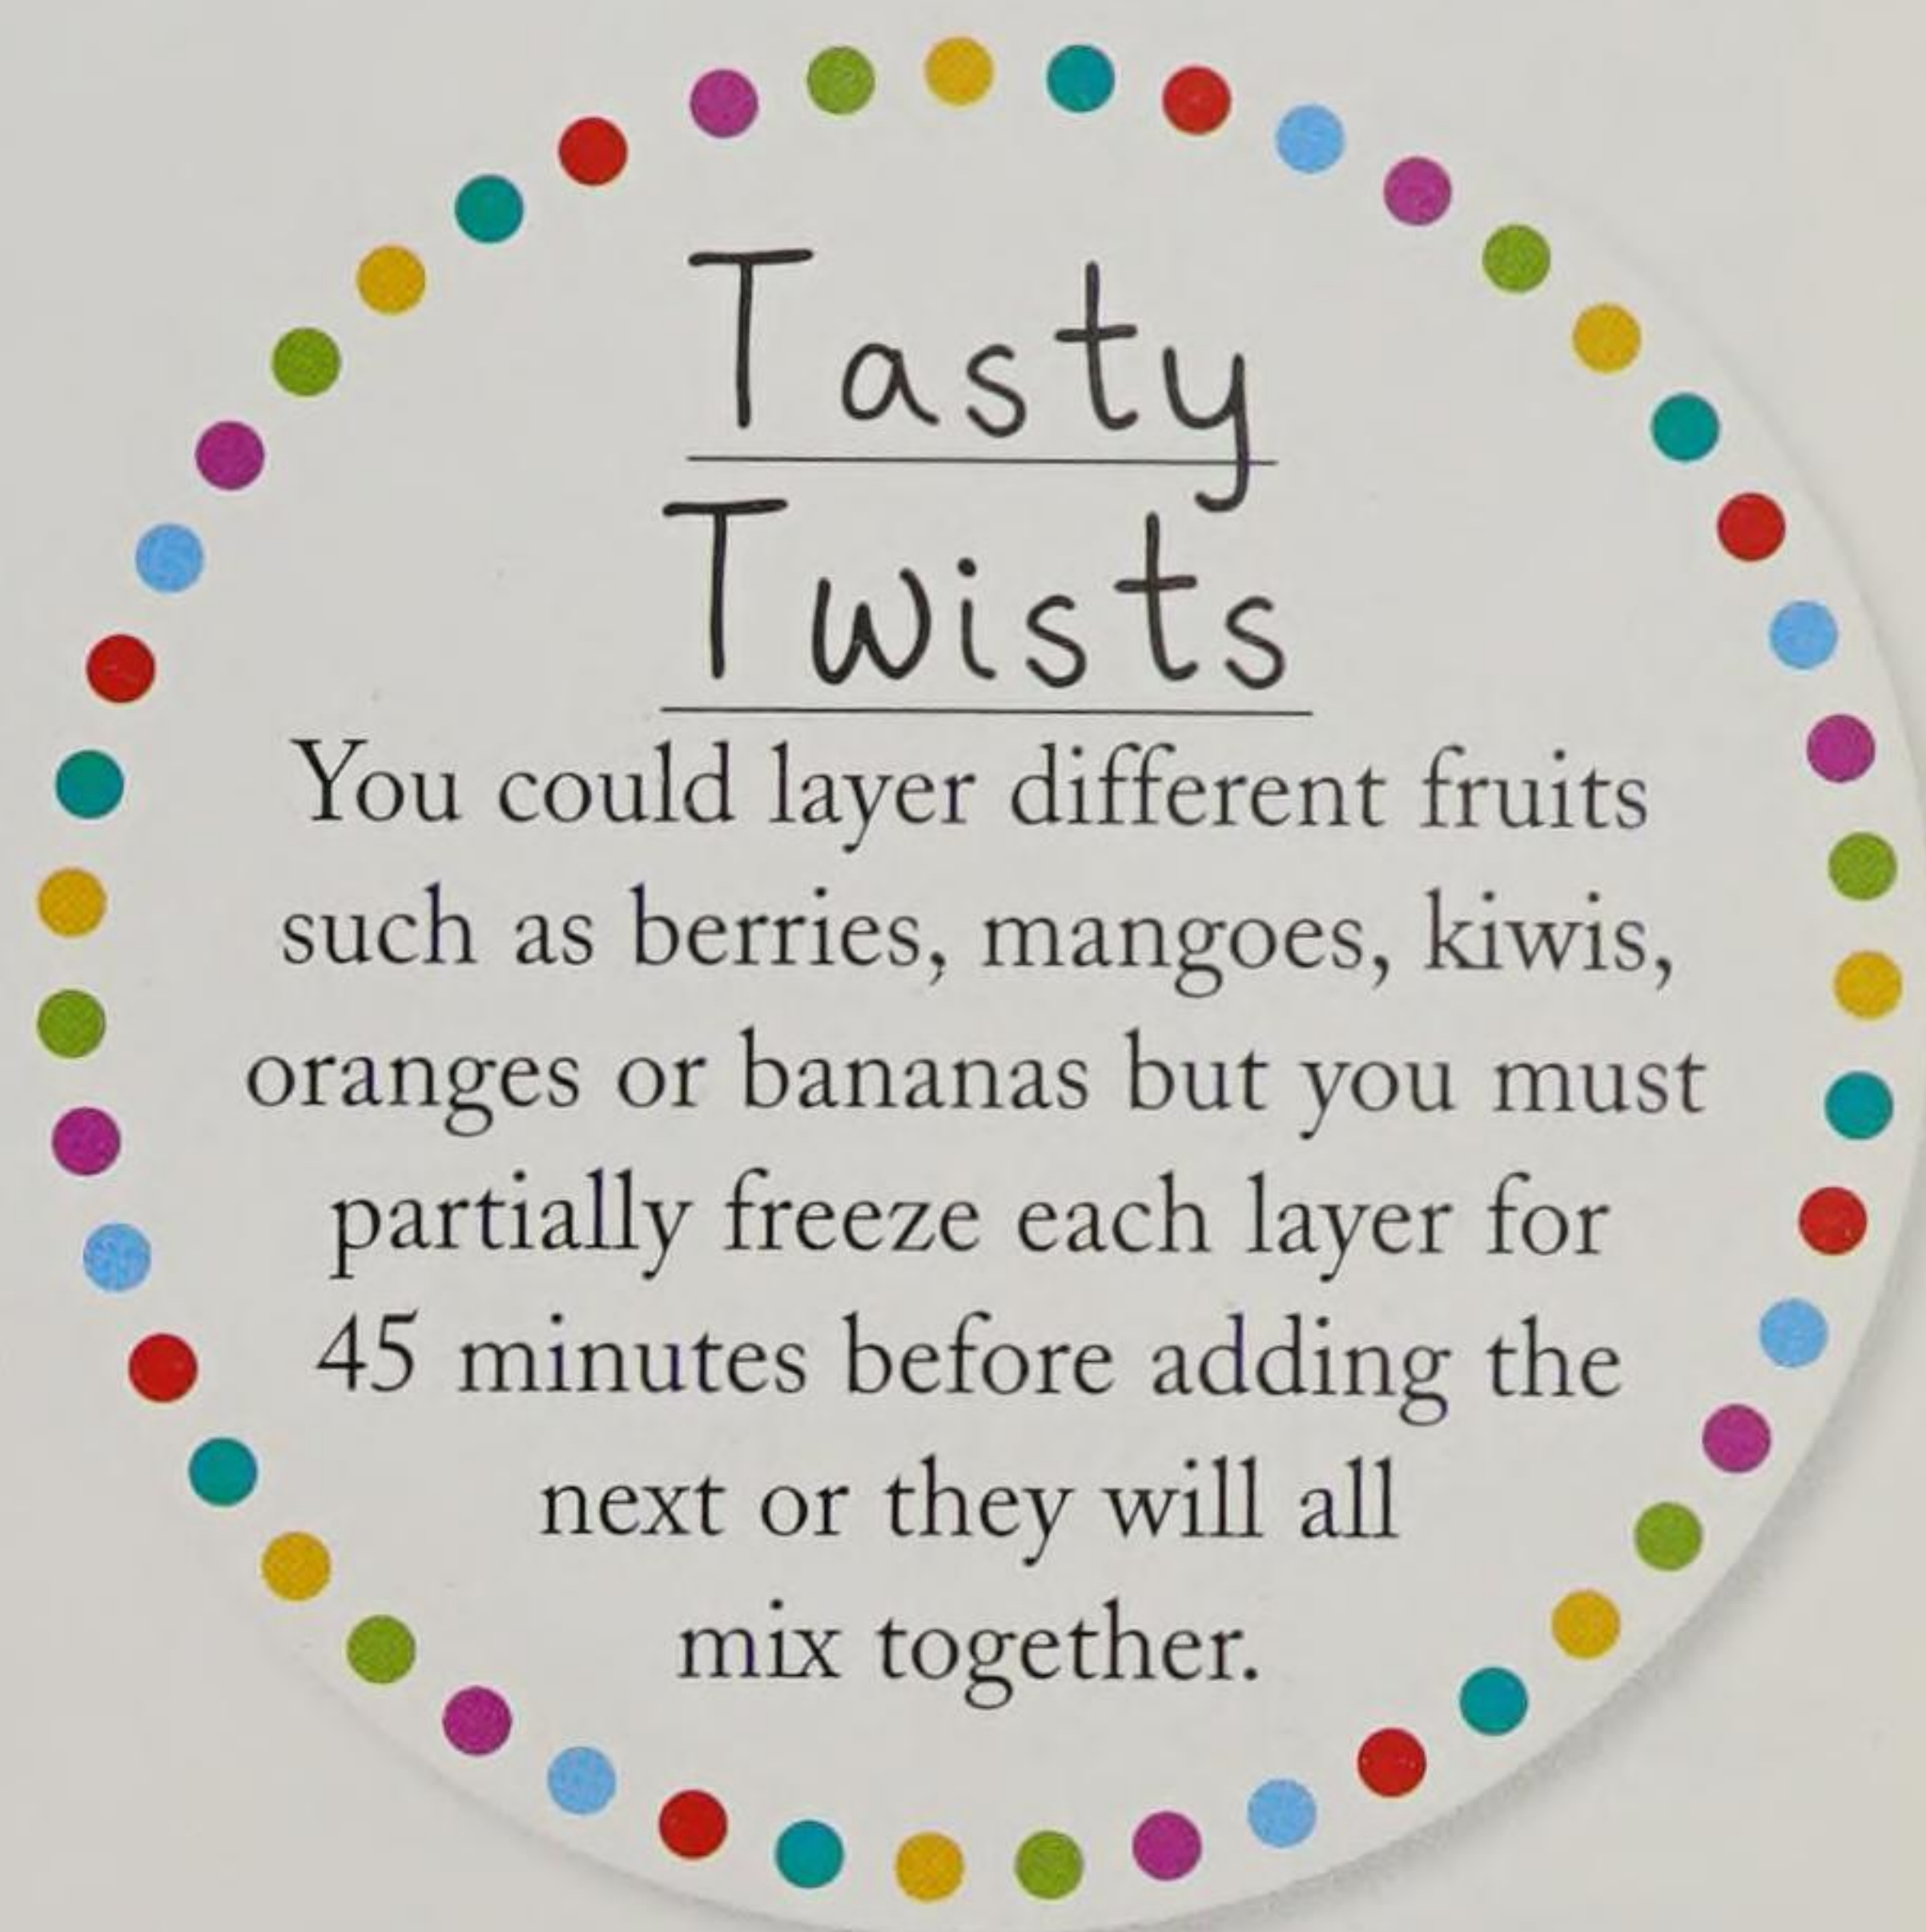 Tasty
Twists
You could layer different fruits
such as berries, mangoes, kiwis,
oranges or bananas but you must
partially freeze each layer for
45 minutes before adding the
next or they will all
mix together.